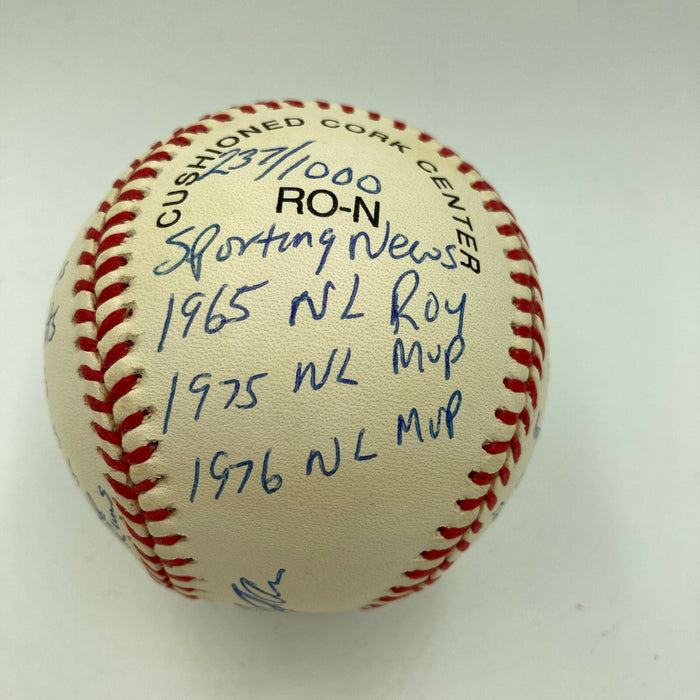 CUSHIONED CORK CENTER
237/1000
RO-N
Sporting News
1965 NL Roy
1975 NL MVP
1976 NL MVP